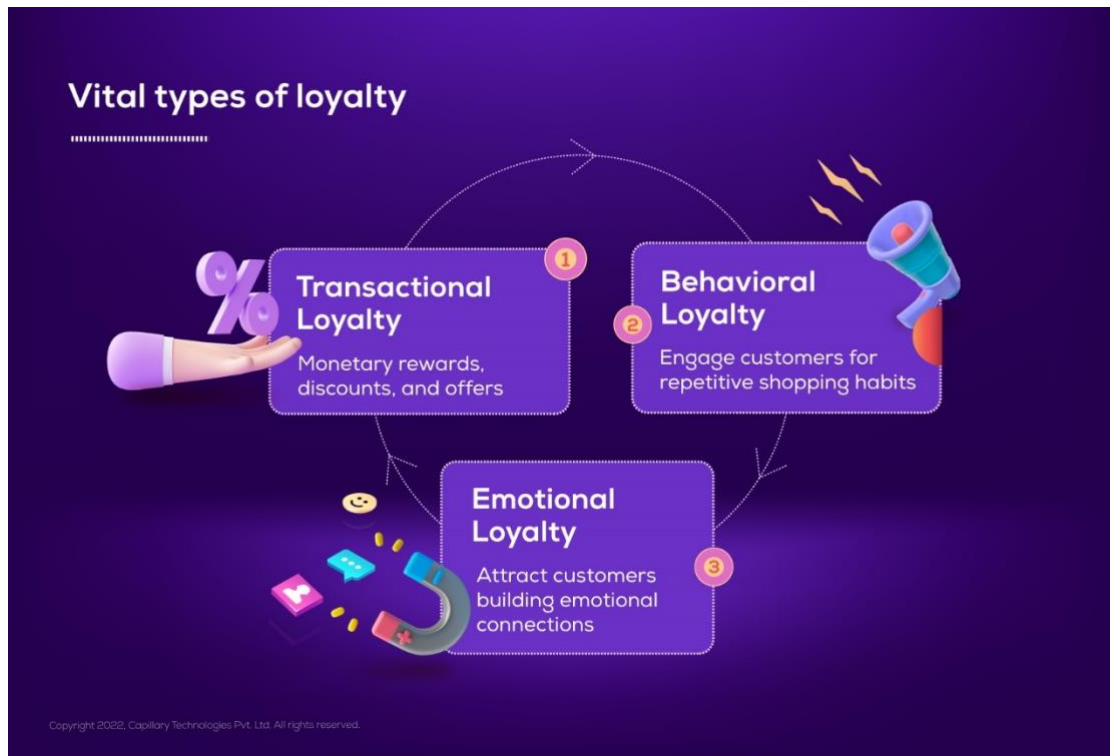 Vital types of loyalty
1
Transactional
Loyalty
Monetary rewards,
discounts, and offers
2
Behavioral
Loyalty
Engage customers for
repetitive shopping habits
3
Emotional
Loyalty
Attract customers
building emotional
connections
%
Copyright 2022, Capillary Technologies Pvt. Ltd. All rights reserved.